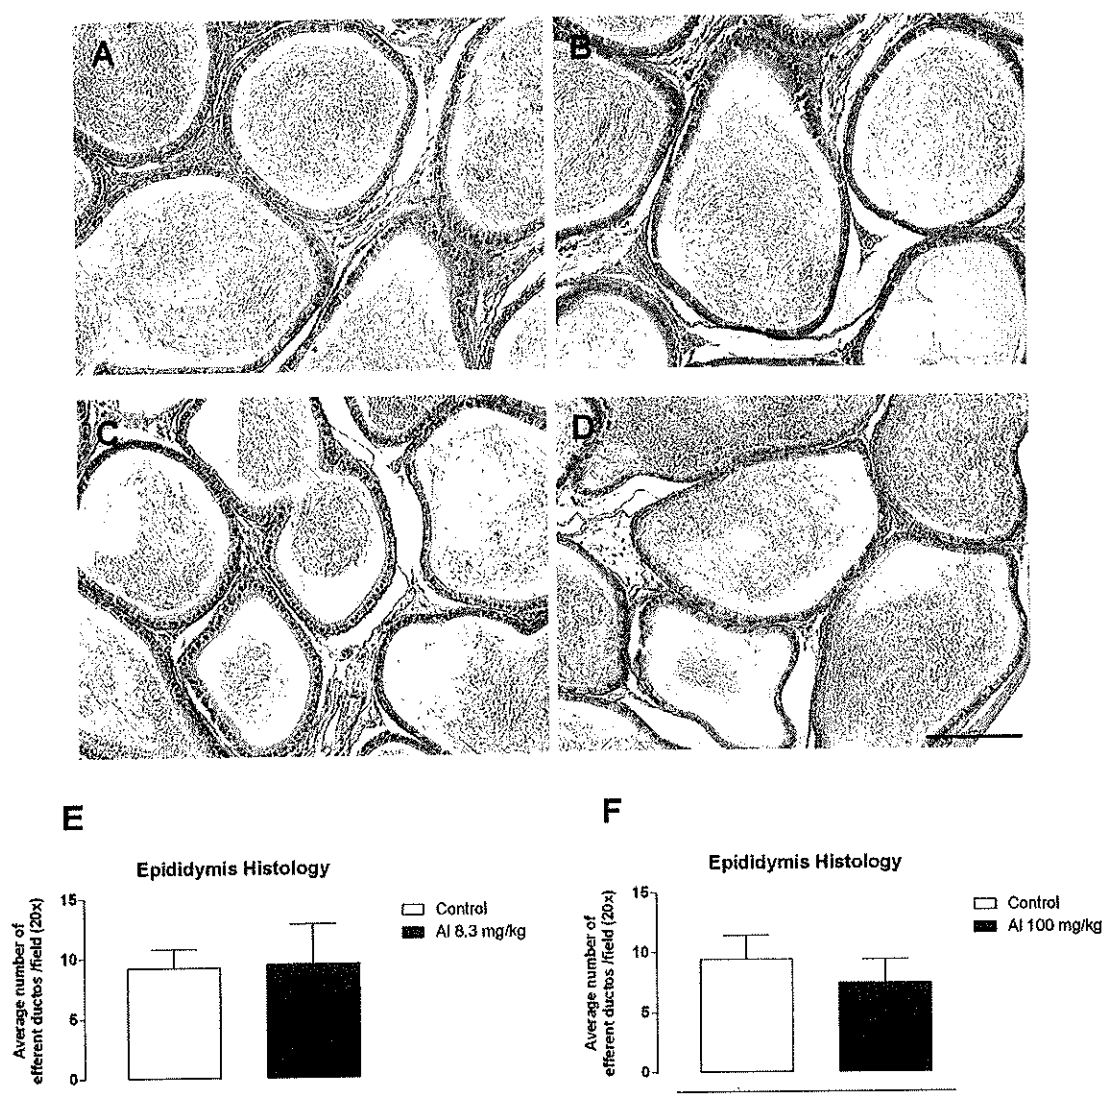 A
B
C
D
E
F
Epididymis Histology
Average number of
efferent ductos /field (20x)
15
10
5
0
Control
Al 8.3 mg/kg
Epididymis Histology
Average number of
efferent ductos /field (20x)
15
10
5
0
Control
Al 100 mg/kg